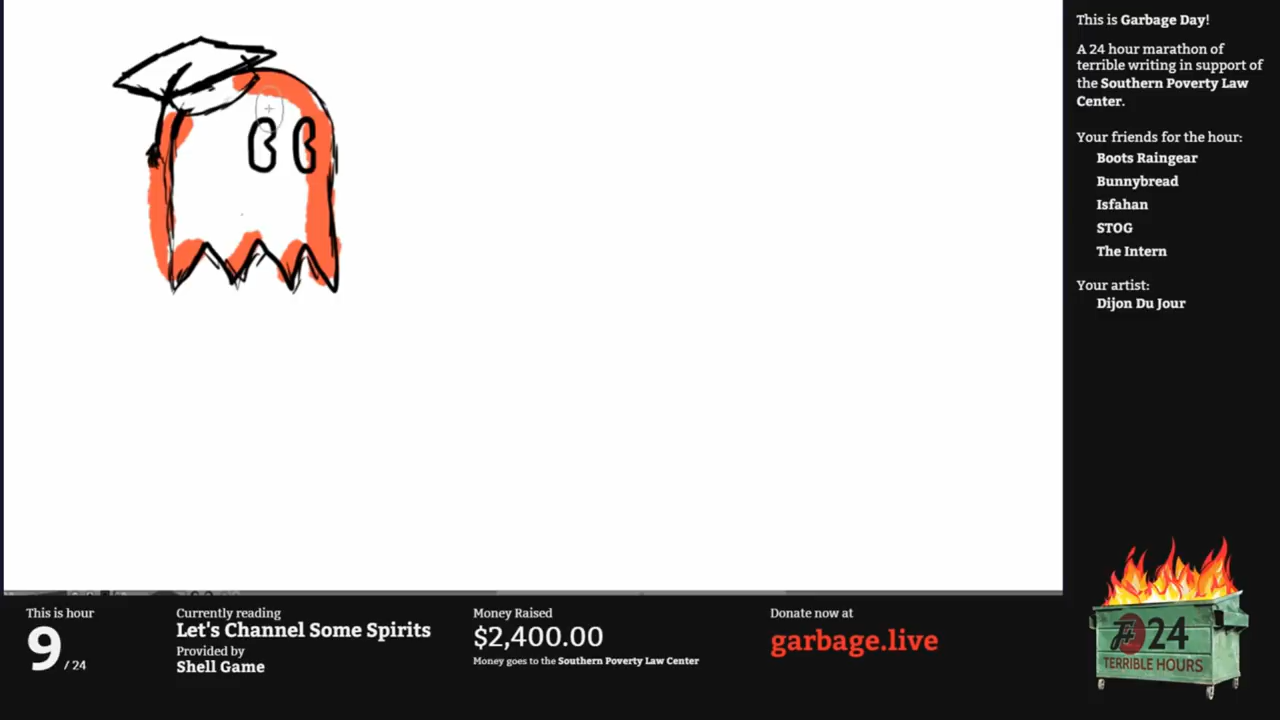 This is Garbage Day!
A 24 hour marathon of
terrible writing in support of
the Southern Poverty Law
Center.
Your friends for the hour:
Boots Raingear
Bunnybread
Isfahan
STOG
The Intern
Your artist:
Dijon Du Jour
This is hour
9 / 24
Currently reading
Let's Channel Some Spirits
Provided by
Shell Game
Money Raised
$2,400.00
Money goes to the Southern Poverty Law Center
Donate now at
garbage.live
24
TERRIBLE HOURS